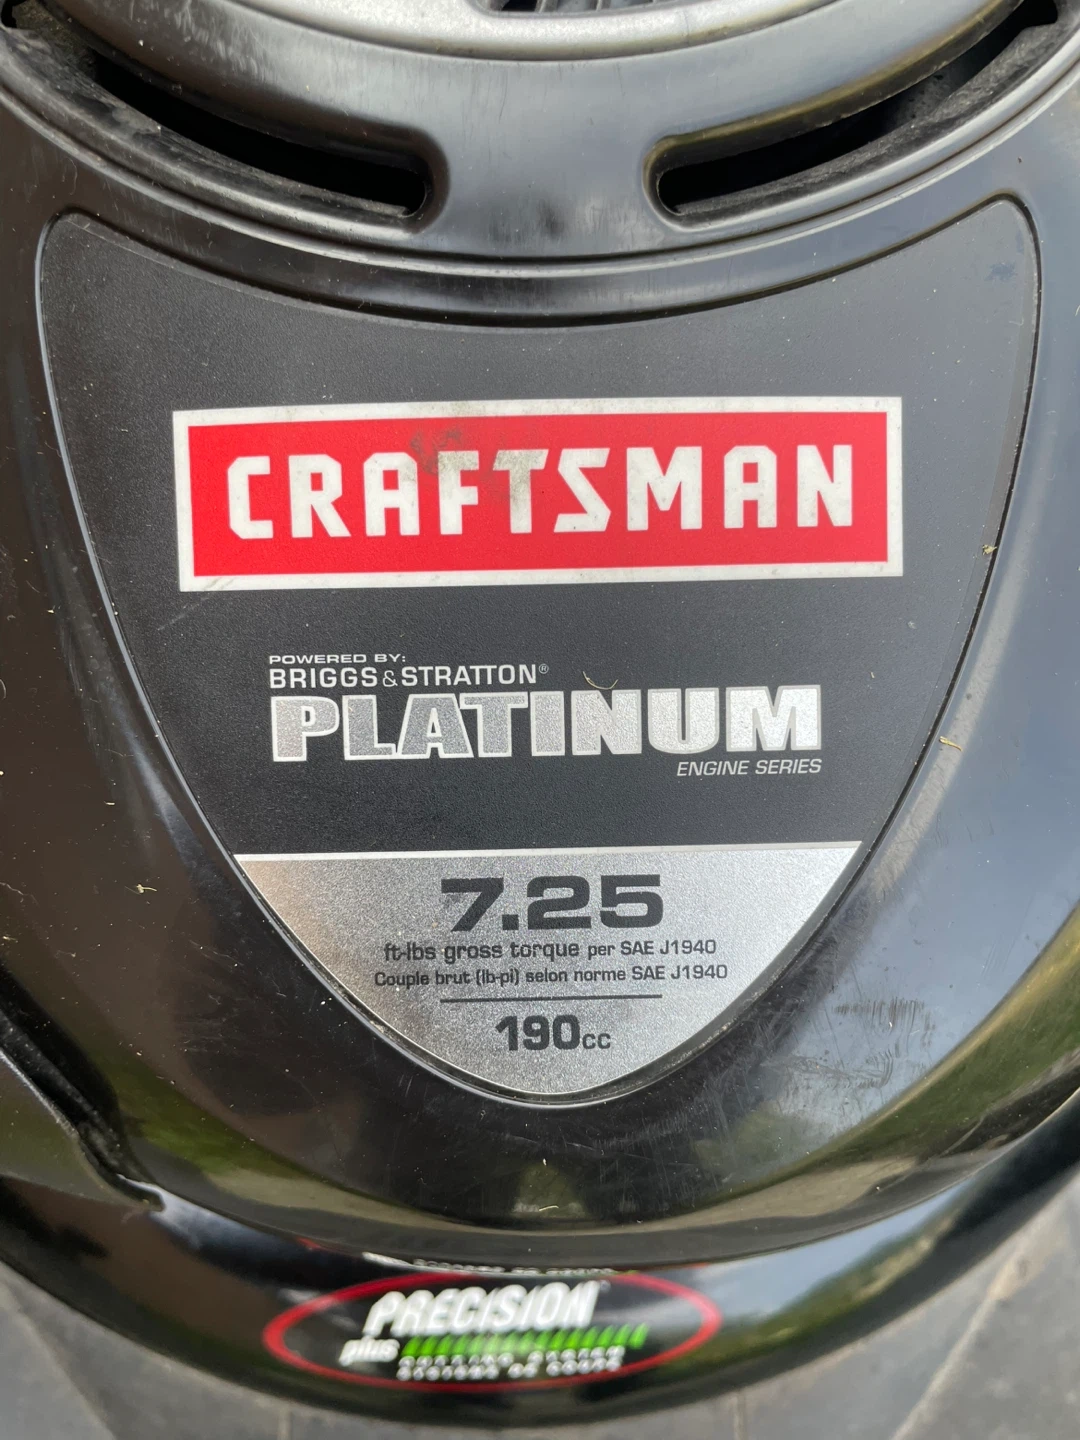 CRAFTSMAN
POWERED BY:
BRIGGS & STRATTON®
PLATINUM
ENGINE SERIES
7.25
ft-lbs gross torque per SAE J1940
Couple brut (lb-pi) selon norme SAE J1940
190cc
PRECISION
plus